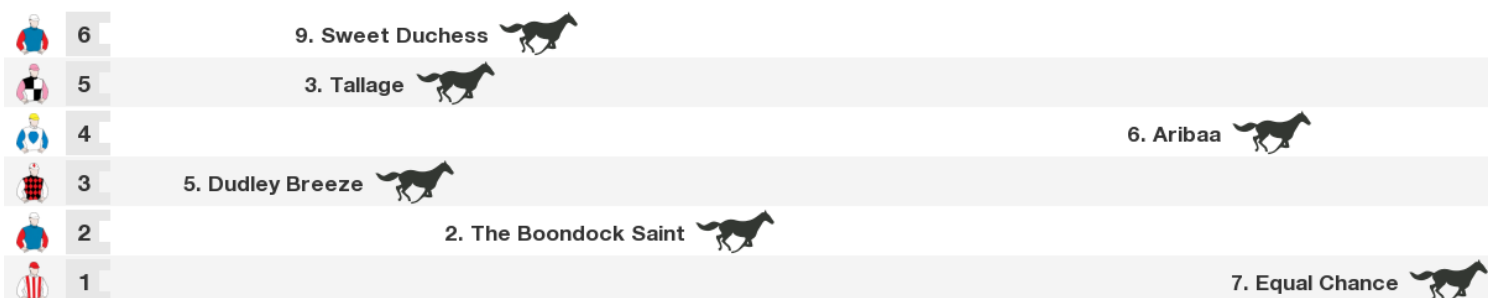 6 9. Sweet Duchess
5 3. Tallage
4 6. Aribaa
3 5. Dudley Breeze
2 2. The Boondock Saint
1 7. Equal Chance